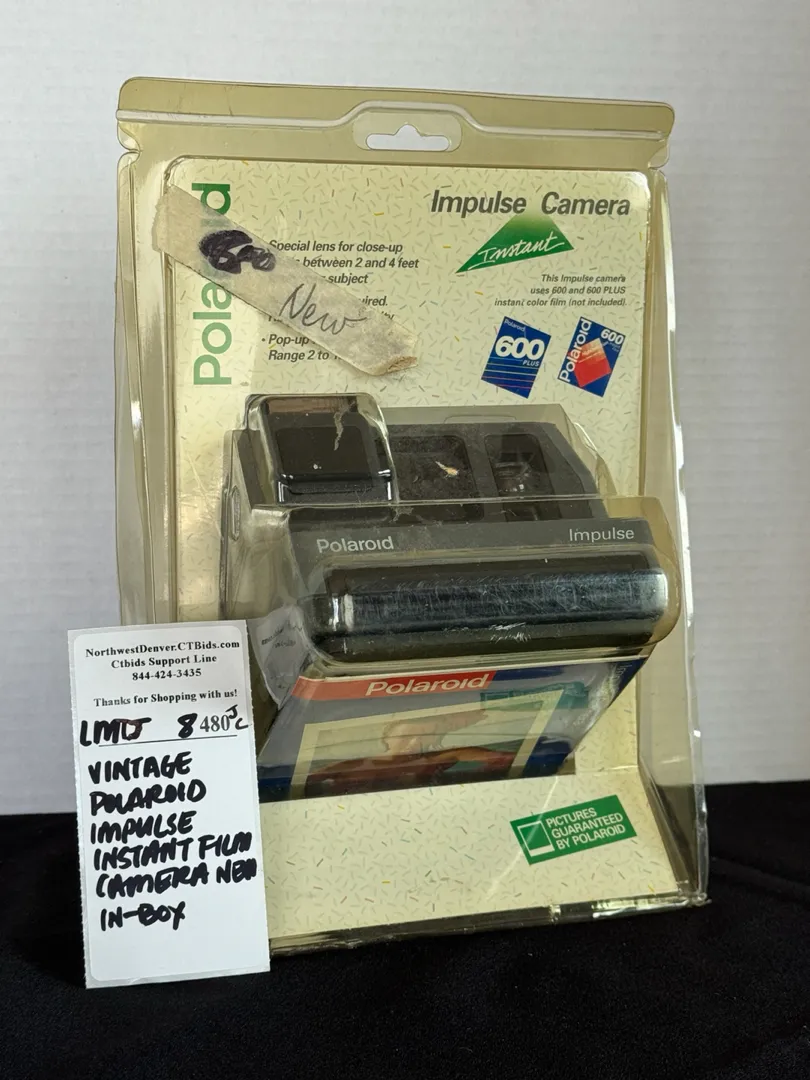 Polaroid
Impulse Camera
Instant
This Impulse camera
uses 600 and 600 PLUS
instant color film (not included).
Polaroid
600
PLUS
Polaroid
600
Special lens for close-up
between 2 and 4 feet
subject
New
• Pop-up
Range 2 to
Polaroid
Impulse
Polaroid
PICTURES
GUARANTEED
BY POLAROID
NorthwestDenver.CTBids.com
Ctbids Support Line
844-424-3435
Thanks for Shopping with us!
8480
VINTAGE
POLAROID
IMPULSE
INSTANT FILM
CAMERA NEW
IN-BOX